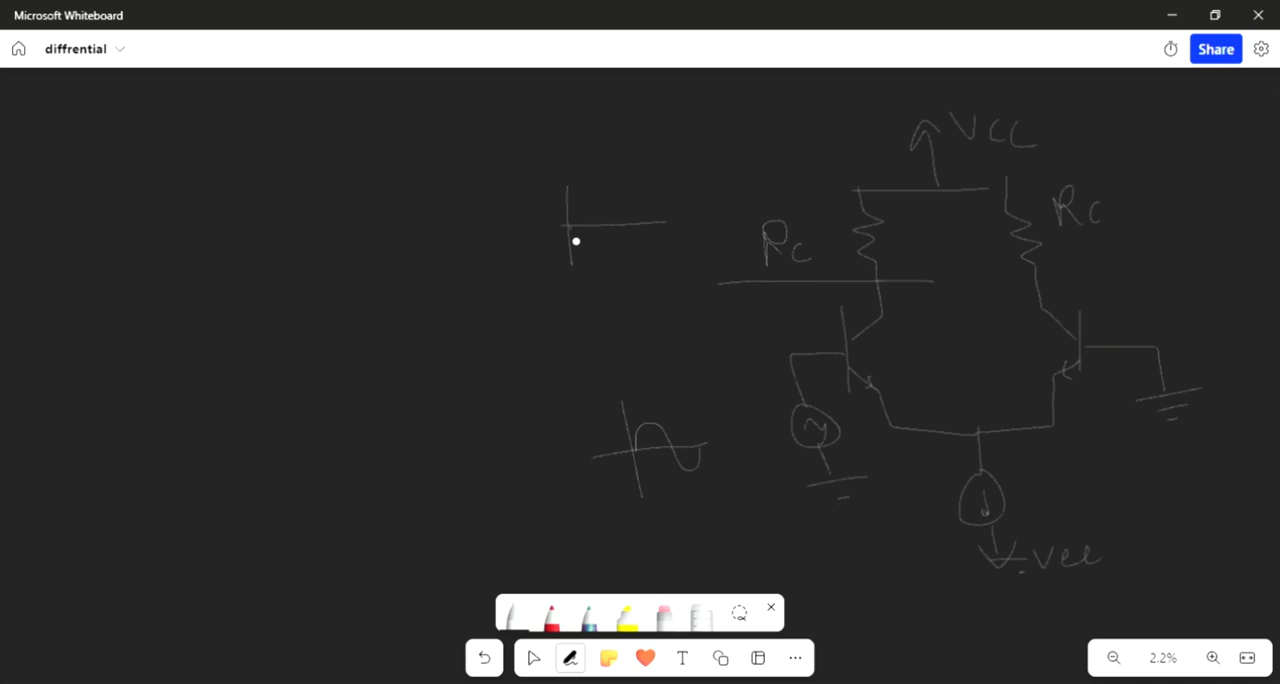 Microsoft Whiteboard
diffrential
Share
VCC
RC
RC
-Vee
2.2%